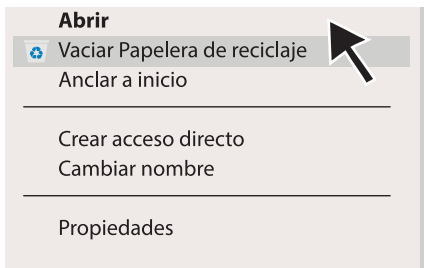 Abrir
Vaciar Papelera de reciclaje
Anclar a inicio
Crear acceso directo
Cambiar nombre
Propiedades